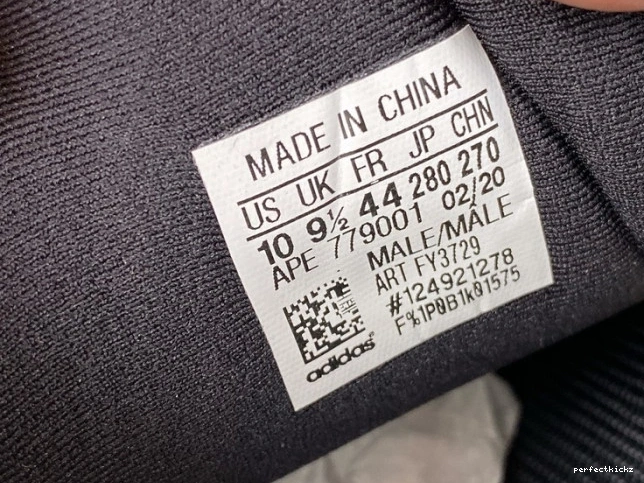 MADE IN CHINA
US UK FR JP CHN
10 9½ 44 280 270
APE 779001 02/20
MALE/MÂLE
ART FY3729
#124921278
F%1P0B1k01575
adidas
perfectkickz